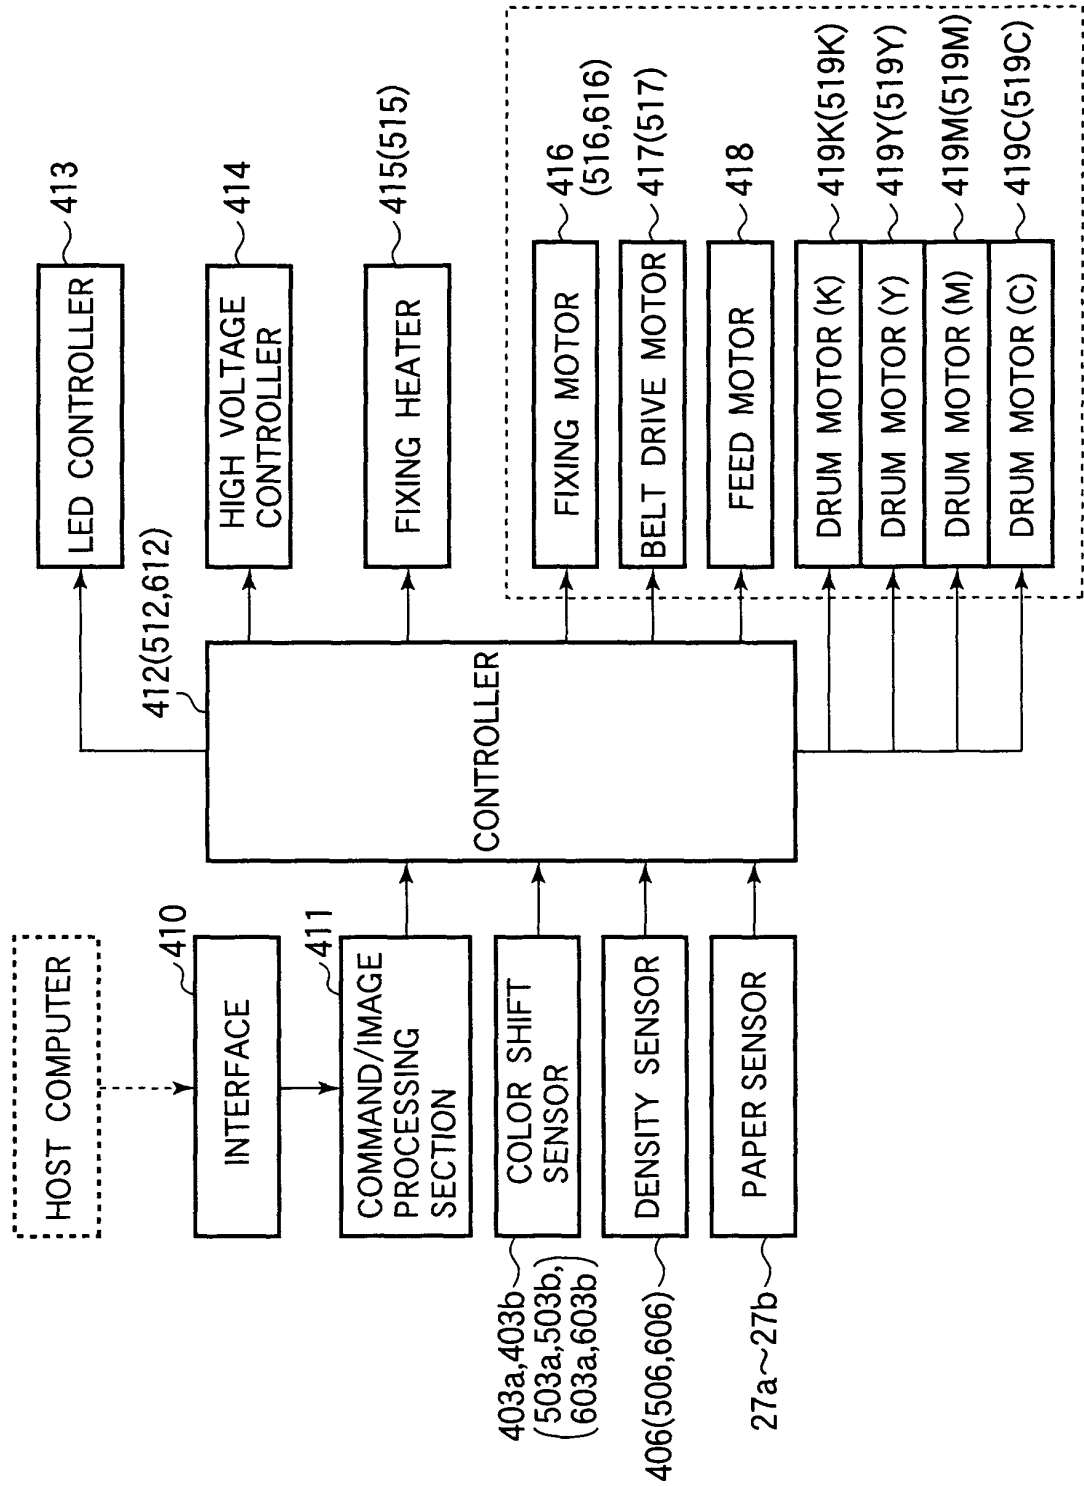 HOST COMPUTER
INTERFACE
410
COMMAND/IMAGE
PROCESSING
SECTION
411
COLOR SHIFT
SENSOR
403a,403b
(503a,503b,
603a,603b)
DENSITY SENSOR
406(506,606)
PAPER SENSOR
27a~27b
CONTROLLER
412(512,612)
LED CONTROLLER
413
HIGH VOLTAGE
CONTROLLER
414
FIXING HEATER
415(515)
FIXING MOTOR
416
(516,616)
BELT DRIVE MOTOR
417(517)
FEED MOTOR
418
DRUM MOTOR(K)
419K(519K)
DRUM MOTOR(Y)
419Y(519Y)
DRUM MOTOR(M)
419M(519M)
DRUM MOTOR(C)
419C(519C)